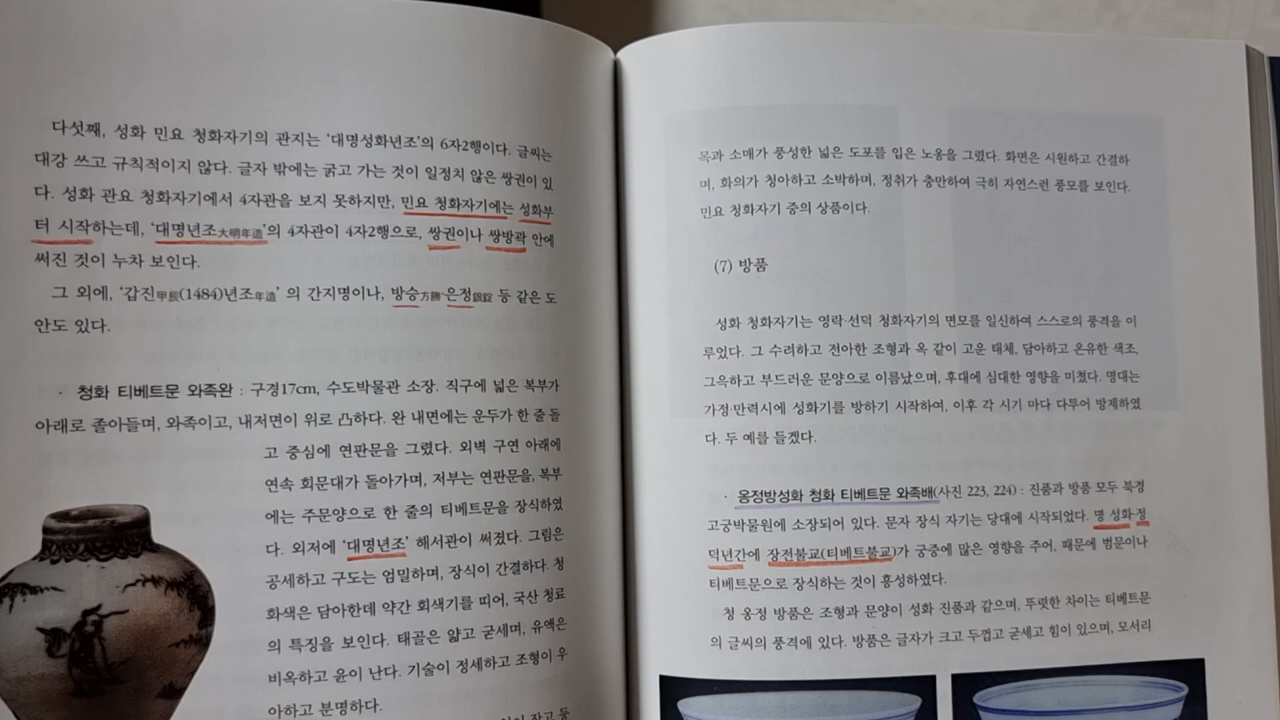 다섯째, 성화 민요 청화자기의 관지는 '대명성화년조'의 6자2행이다. 글씨는
대강 쓰고 규칙적이지 않다. 글자 밖에는 굵고 가는 것이 일정치 않은 쌍권이 있
다. 성화 관요 청화자기에서 4자관을 보지 못하지만, 민요 청화자기에는 성화부
터 시작하는데, '대명년조大明年造'의 4자관이 4자2행으로, 쌍권이나 쌍방곽 안에
써진 것이 누차 보인다.
그 외에, '갑진甲辰(1484)년조年造' 의 간지명이나, 방승方勝·은정銀錠 등 같은 도
안도 있다.
· 청화 티베트문 와족완 : 구경17cm, 수도박물관 소장. 직구에 넓은 복부가
아래로 졸아들며, 와족이고, 내저면이 위로 凸하다. 완 내면에는 운두가 한 줄 돌
고 중심에 연판문을 그렸다. 외벽 구연 아래에
연속 회문대가 돌아가며, 저부는 연판문을, 복부
에는 주문양으로 한 줄의 티베트문을 장식하였
다. 외저에 '대명년조' 해서관이 써졌다. 그림은
공세하고 구도는 엄밀하며, 장식이 간결하다. 청
화색은 담아한데 약간 회색기를 띠어, 국산 청료
의 특징을 보인다. 태골은 얇고 굳세며, 유액은
비옥하고 윤이 난다. 기술이 정세하고 조형이 우
아하고 분명하다.
목과 소매가 풍성한 넓은 도포를 입은 노옹을 그렸다. 화면은 시원하고 간결하
며, 화의가 청아하고 소박하며, 정취가 충만하여 극히 자연스런 풍모를 보인다.
민요 청화자기 중의 상품이다.
(7) 방품
성화 청화자기는 영락·선덕 청화자기의 면모를 일신하여 스스로의 풍격을 이
루었다. 그 수려하고 전아한 조형과 옥 같이 고운 태체, 담아하고 온유한 색조,
그윽하고 부드러운 문양으로 이름났으며, 후대에 심대한 영향을 미쳤다. 명대는
가정·만력시에 성화기를 방하기 시작하여, 이후 각 시기 마다 다투어 방제하였
다. 두 예를 들겠다.
· 옹정방성화 청화 티베트문 와족배(사진 223, 224) : 진품과 방품 모두 북경
고궁박물원에 소장되어 있다. 문자 장식 자기는 당대에 시작되었다. 명 성화·정
덕년간에 장전불교(티베트불교)가 궁중에 많은 영향을 주어, 때문에 범문이나
티베트문으로 장식하는 것이 흥성하였다.
청 옹정 방품은 조형과 문양이 성화 진품과 같으며, 뚜렷한 차이는 티베트문
의 글씨의 풍격에 있다. 방품은 글자가 크고 두껍고 굳세고 힘이 있으며, 모서리